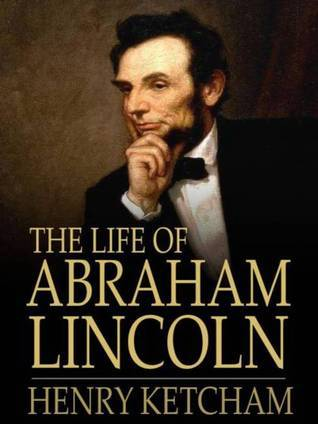 THE LIFE OF
ABRAHAM
LINCOLN
HENRY KETCHAM